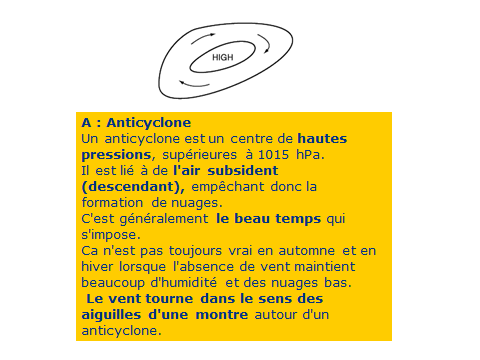 HIGH
A : Anticyclone
Un anticyclone est un centre de hautes
pressions, supérieures à 1015 hPa.
Il est lié à de l'air subsident
(descendant), empêchant donc la
formation de nuages.
C'est généralement le beau temps qui
s'impose.
Ca n'est pas toujours vrai en automne et en
hiver lorsque l'absence de vent maintient
beaucoup d'humidité et des nuages bas.
Le vent tourne dans le sens des
aiguilles d'une montre autour d'un
anticyclone.